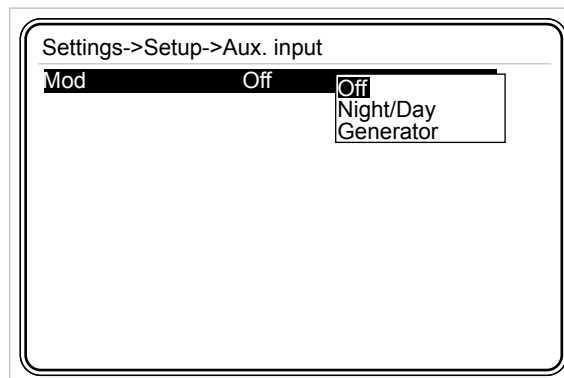 Settings->Setup->Aux. input
Mod Off
Off
Night/Day
Generator